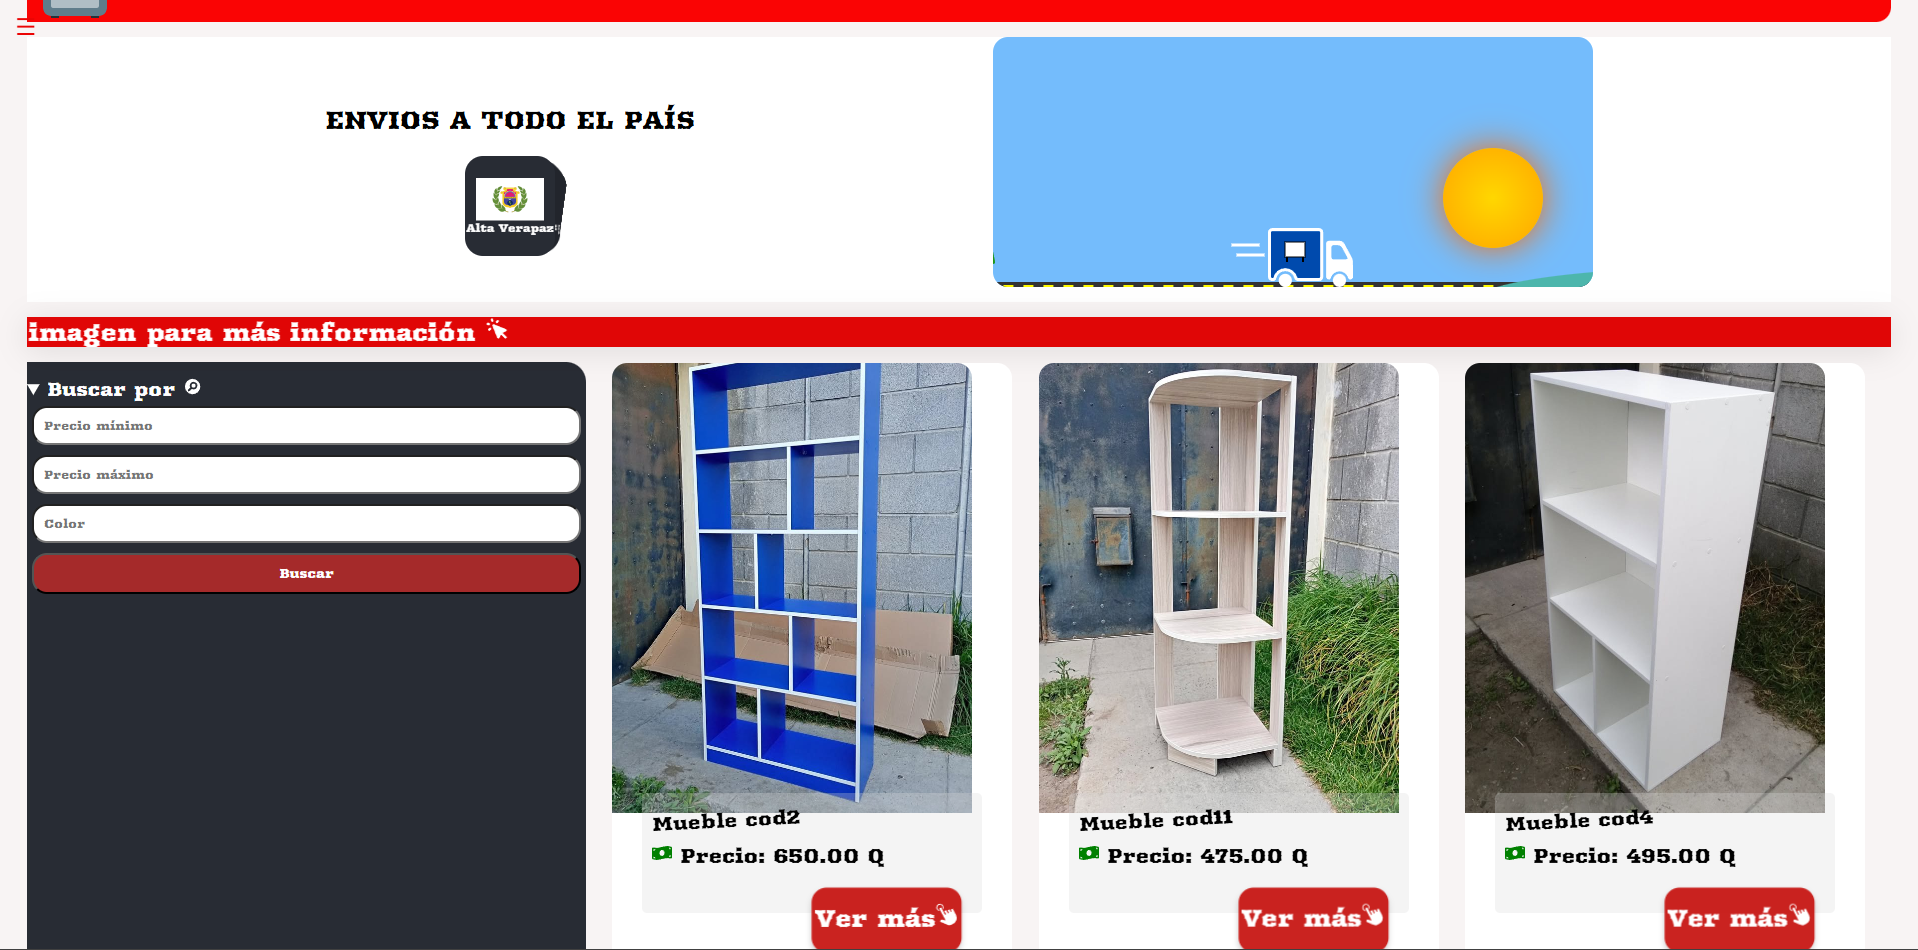 ENVIOS A TODO EL PAÍS
Alta Verapaz
imagen para más información
Buscar por
Precio mínimo
Precio máximo
Color
Buscar
Mueble cod2
Precio: 650.00 Q
Ver más
Mueble cod11
Precio: 475.00 Q
Ver más
Mueble cod4
Precio: 495.00 Q
Ver más